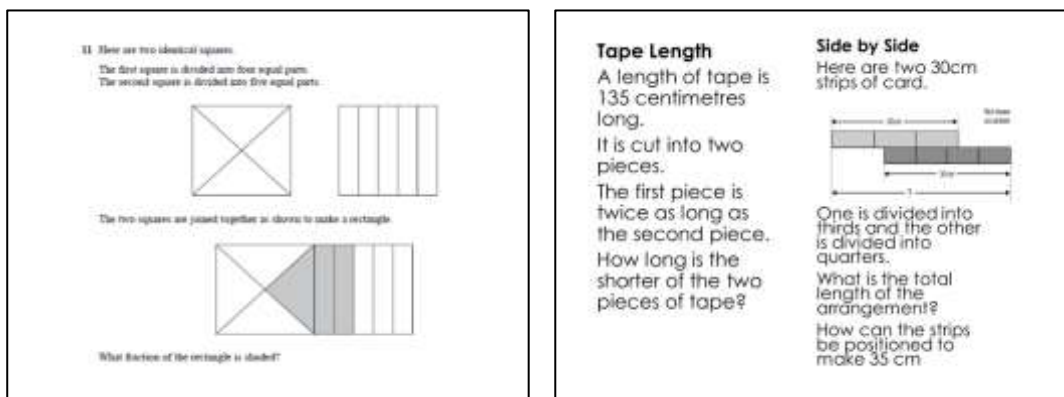 11 Here are two identical squares.
The first square is divided into four equal parts.
The second square is divided into five equal parts.
The two squares are joined together as shown to make a rectangle.
What fraction of the rectangle is shaded?
Tape Length
A length of tape is
135 centimetres
long.
It is cut into two
pieces.
The first piece is
twice as long as
the second piece.
How long is the
shorter of the two
pieces of tape?
Side by Side
Here are two 30cm
strips of card.
30cm
30cm
?
One is divided into
thirds and the other
is divided into
quarters.
What is the total
length of the
arrangement?
How can the strips
be positioned to
make 35 cm